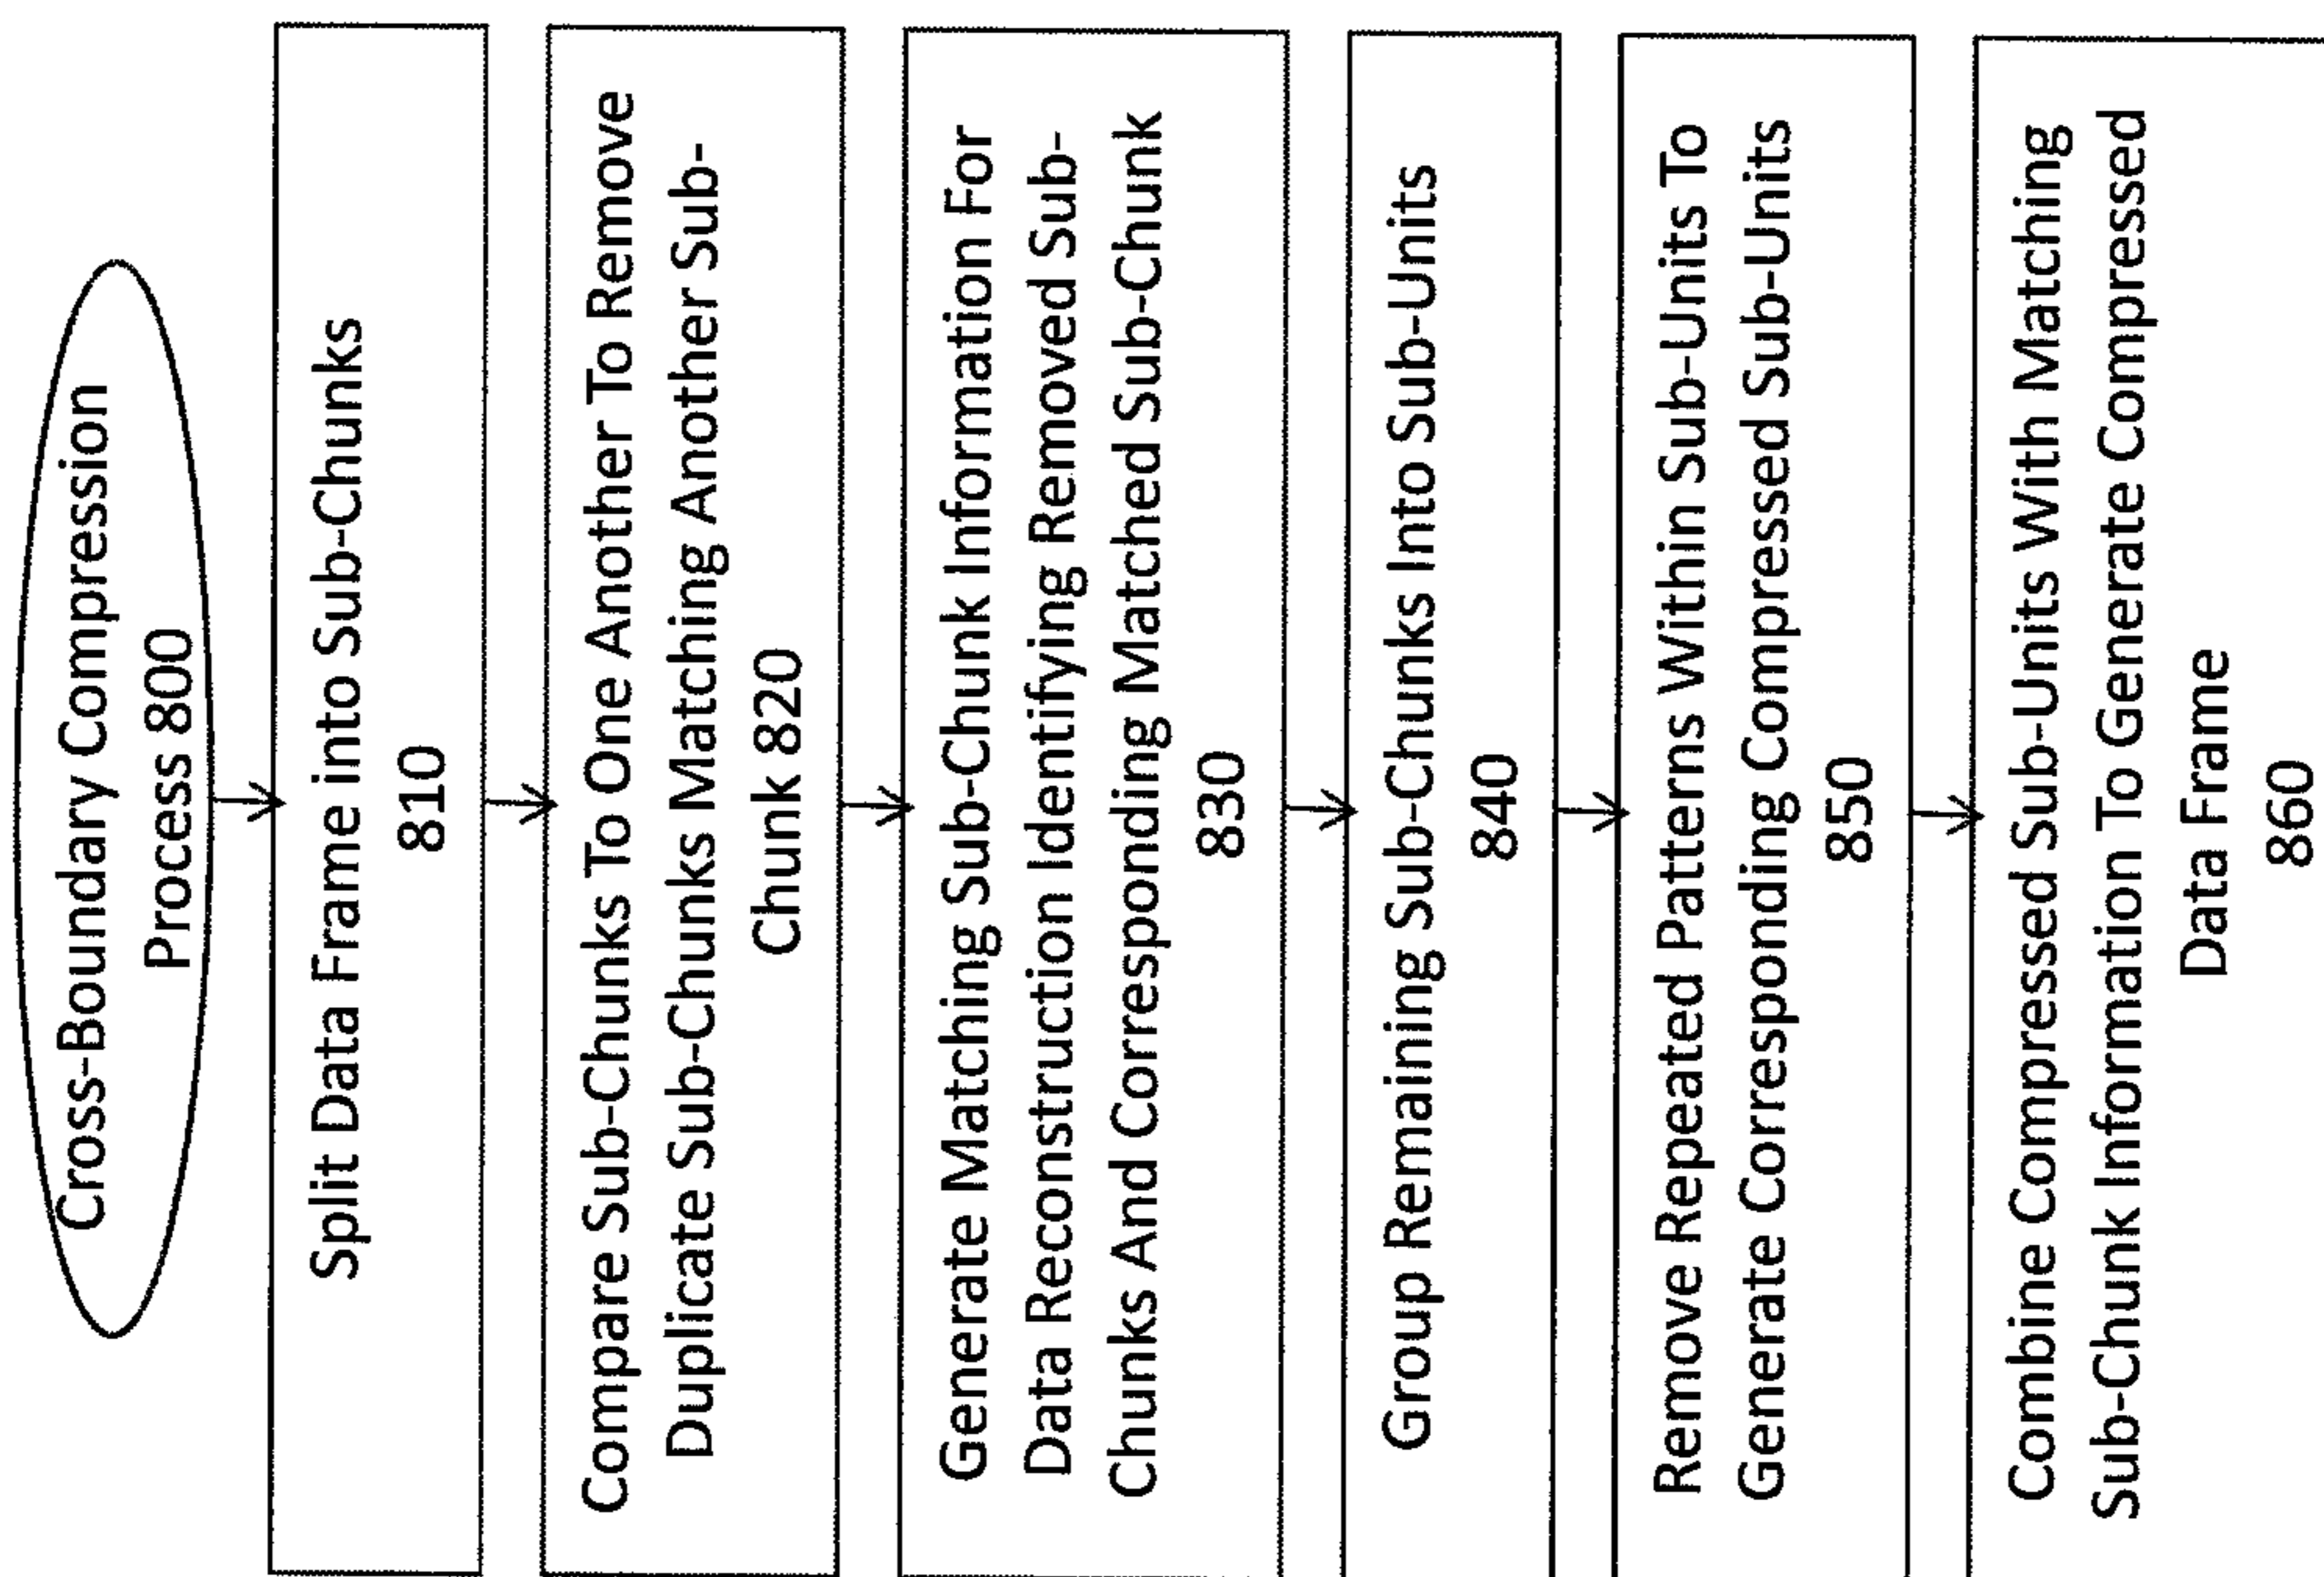 Cross-Boundary Compression
Process 800
Split Data Frame into Sub-Chunks
810
Compare Sub-Chunks To One Another To Remove
Duplicate Sub-Chunks Matching Another Sub-
Chunk 820
Generate Matching Sub-Chunk Information For
Data Reconstruction Identifying Removed Sub-
Chunks And Corresponding Matched Sub-Chunk
830
Group Remaining Sub-Chunks Into Sub-Units
840
Remove Repeated Patterns Within Sub-Units To
Generate Corresponding Compressed Sub-Units
850
Combine Compressed Sub-Units With Matching
Sub-Chunk Information To Generate Compressed
Data Frame
860